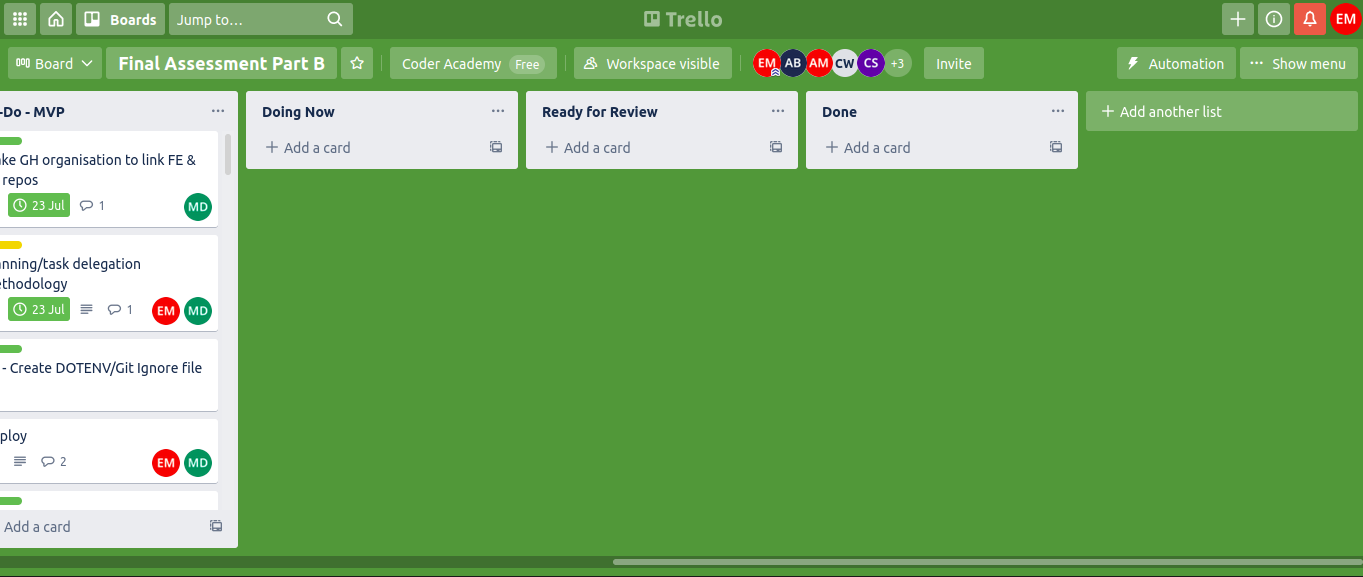 Boards
Jump to...
Trello
EM
Board
Final Assessment Part B
Coder Academy Free
Workspace visible
EM AB AM CW CS +3
Invite
Automation
Show menu
-Do - MVP
ke GH organisation to link FE &
repos
23 Jul 1 MD
nning/task delegation
thodology
23 Jul 1 EM MD
- Create DOTENV/Git Ignore file
ploy
2 EM MD
Add a card
Doing Now
Add a card
Ready for Review
Add a card
Done
Add a card
Add another list